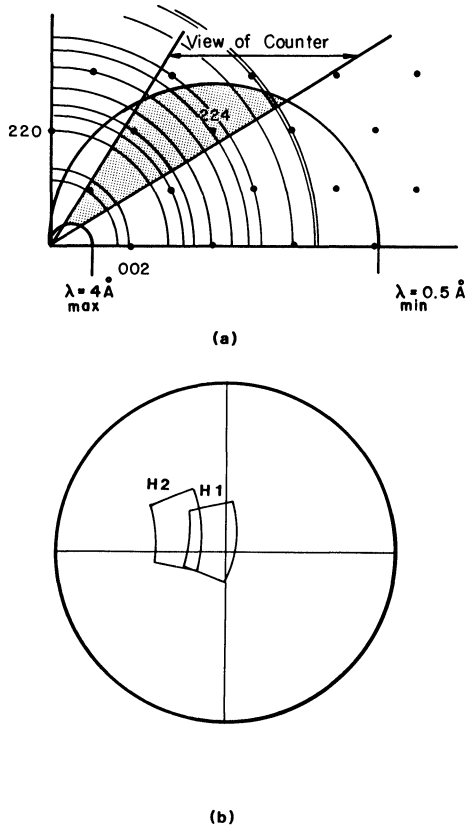 View of Counter
224
220
002
λ = 4 Å
max
λ = 0.5 Å
min
(a)
H2
H1
(b)